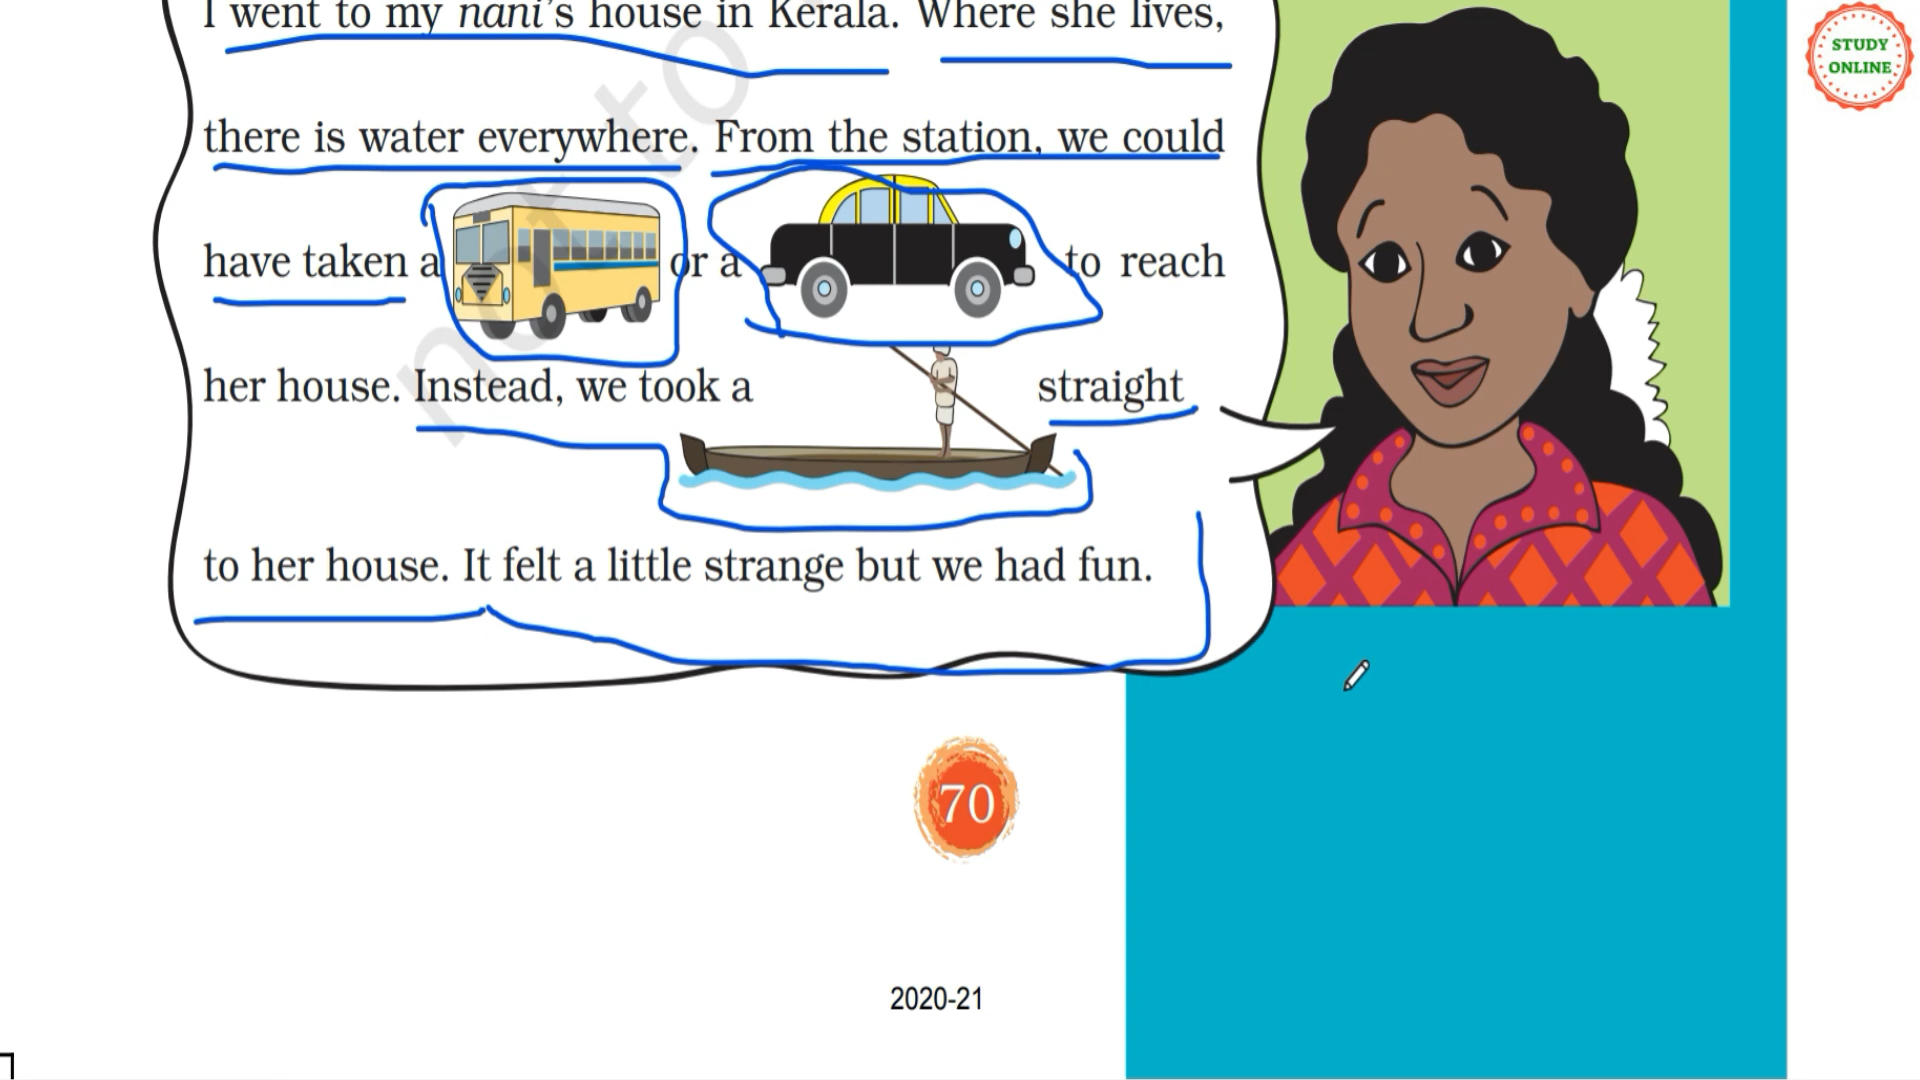 I went to my nani's house in Kerala. Where she lives,
there is water everywhere. From the station, we could
have taken a or a to reach
her house. Instead, we took a straight
to her house. It felt a little strange but we had fun.
70
2020-21
STUDY
ONLINE
not to